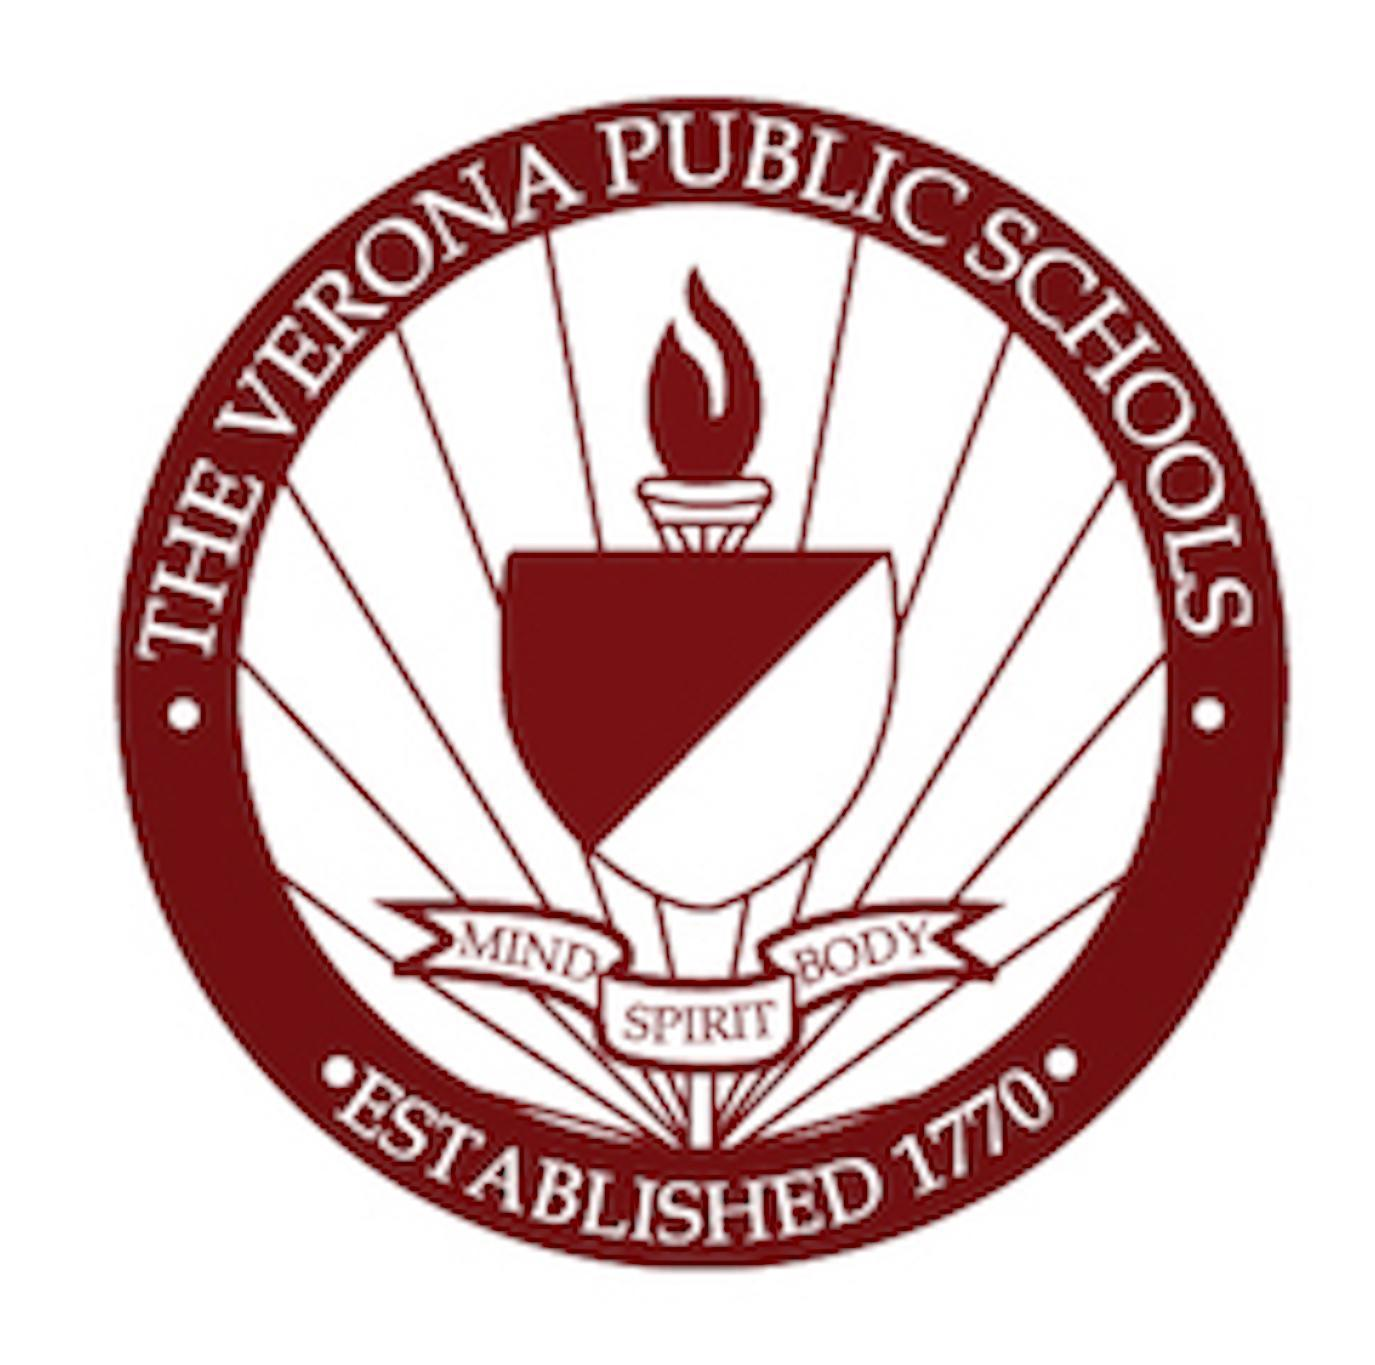 THE VERONA PUBLIC SCHOOLS
MIND
SPIRIT
BODY
ESTABLISHED 1770